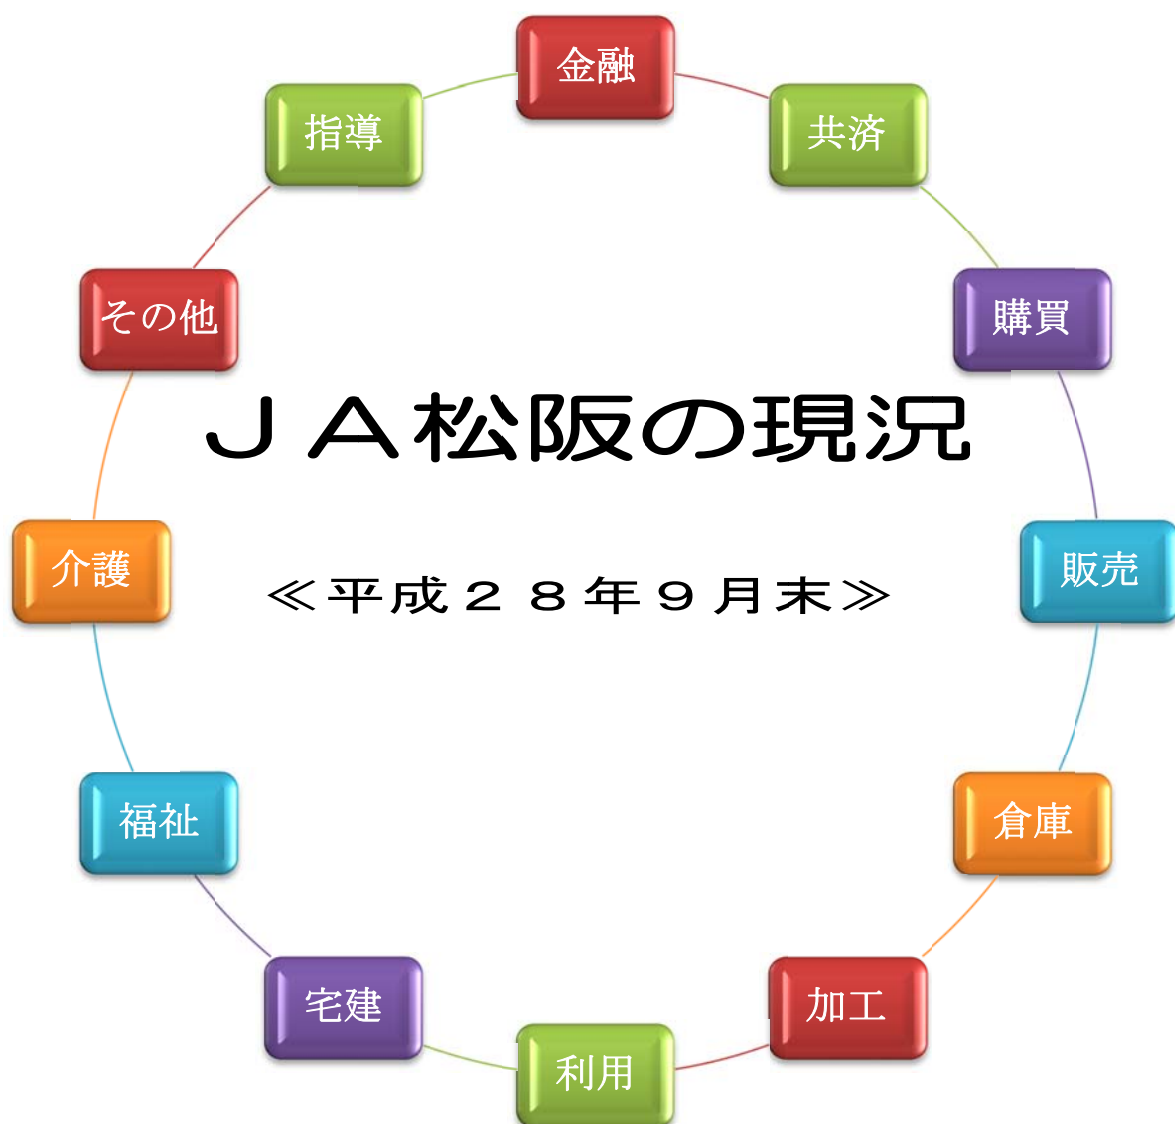 金融
指導
共済
その他
購買
ＪＡ松阪の現況
介護
販売
≪平成２８年９月末≫
福祉
倉庫
宅建
加工
利用